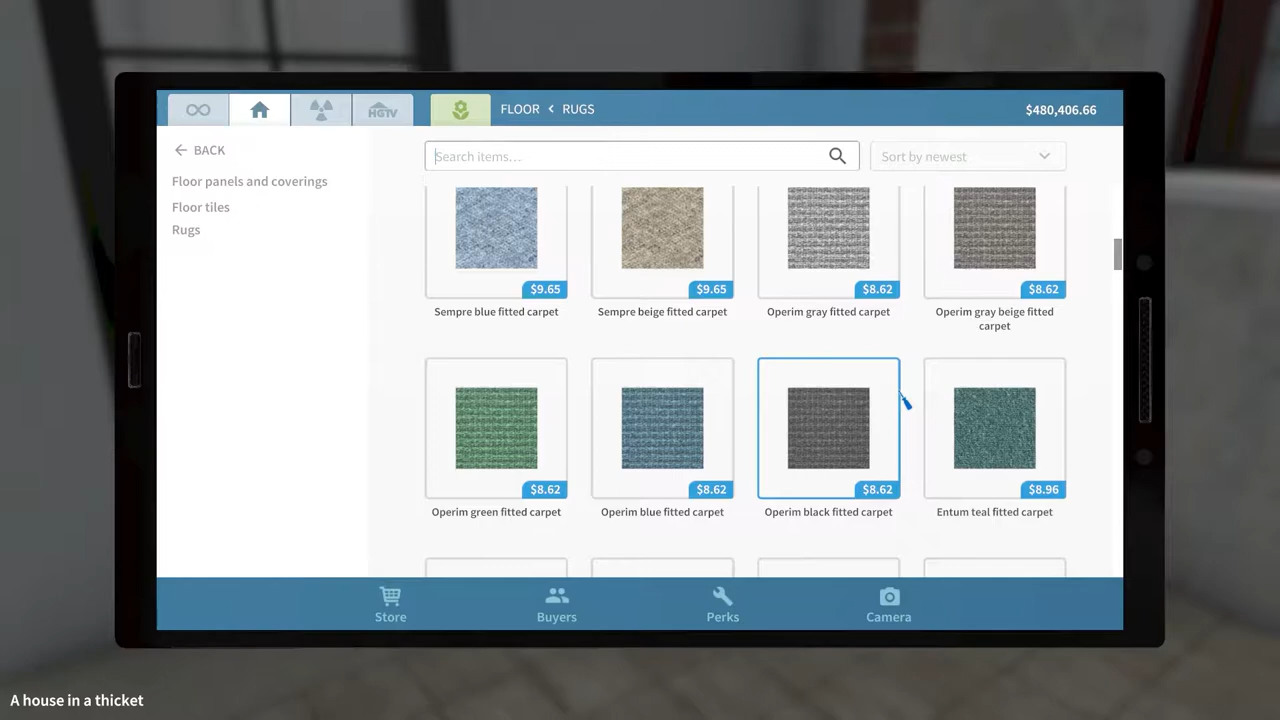 HGTV
FLOOR < RUGS
$480,406.66
BACK
Search items...
Sort by newest
Floor panels and coverings
Floor tiles
Rugs
$9.65
$9.65
$8.62
$8.62
Sempre blue fitted carpet
Sempre beige fitted carpet
Operim gray fitted carpet
Operim gray beige fitted
carpet
$8.62
$8.62
$8.62
$8.96
Operim green fitted carpet
Operim blue fitted carpet
Operim black fitted carpet
Entum teal fitted carpet
Store
Buyers
Perks
Camera
A house in a thicket